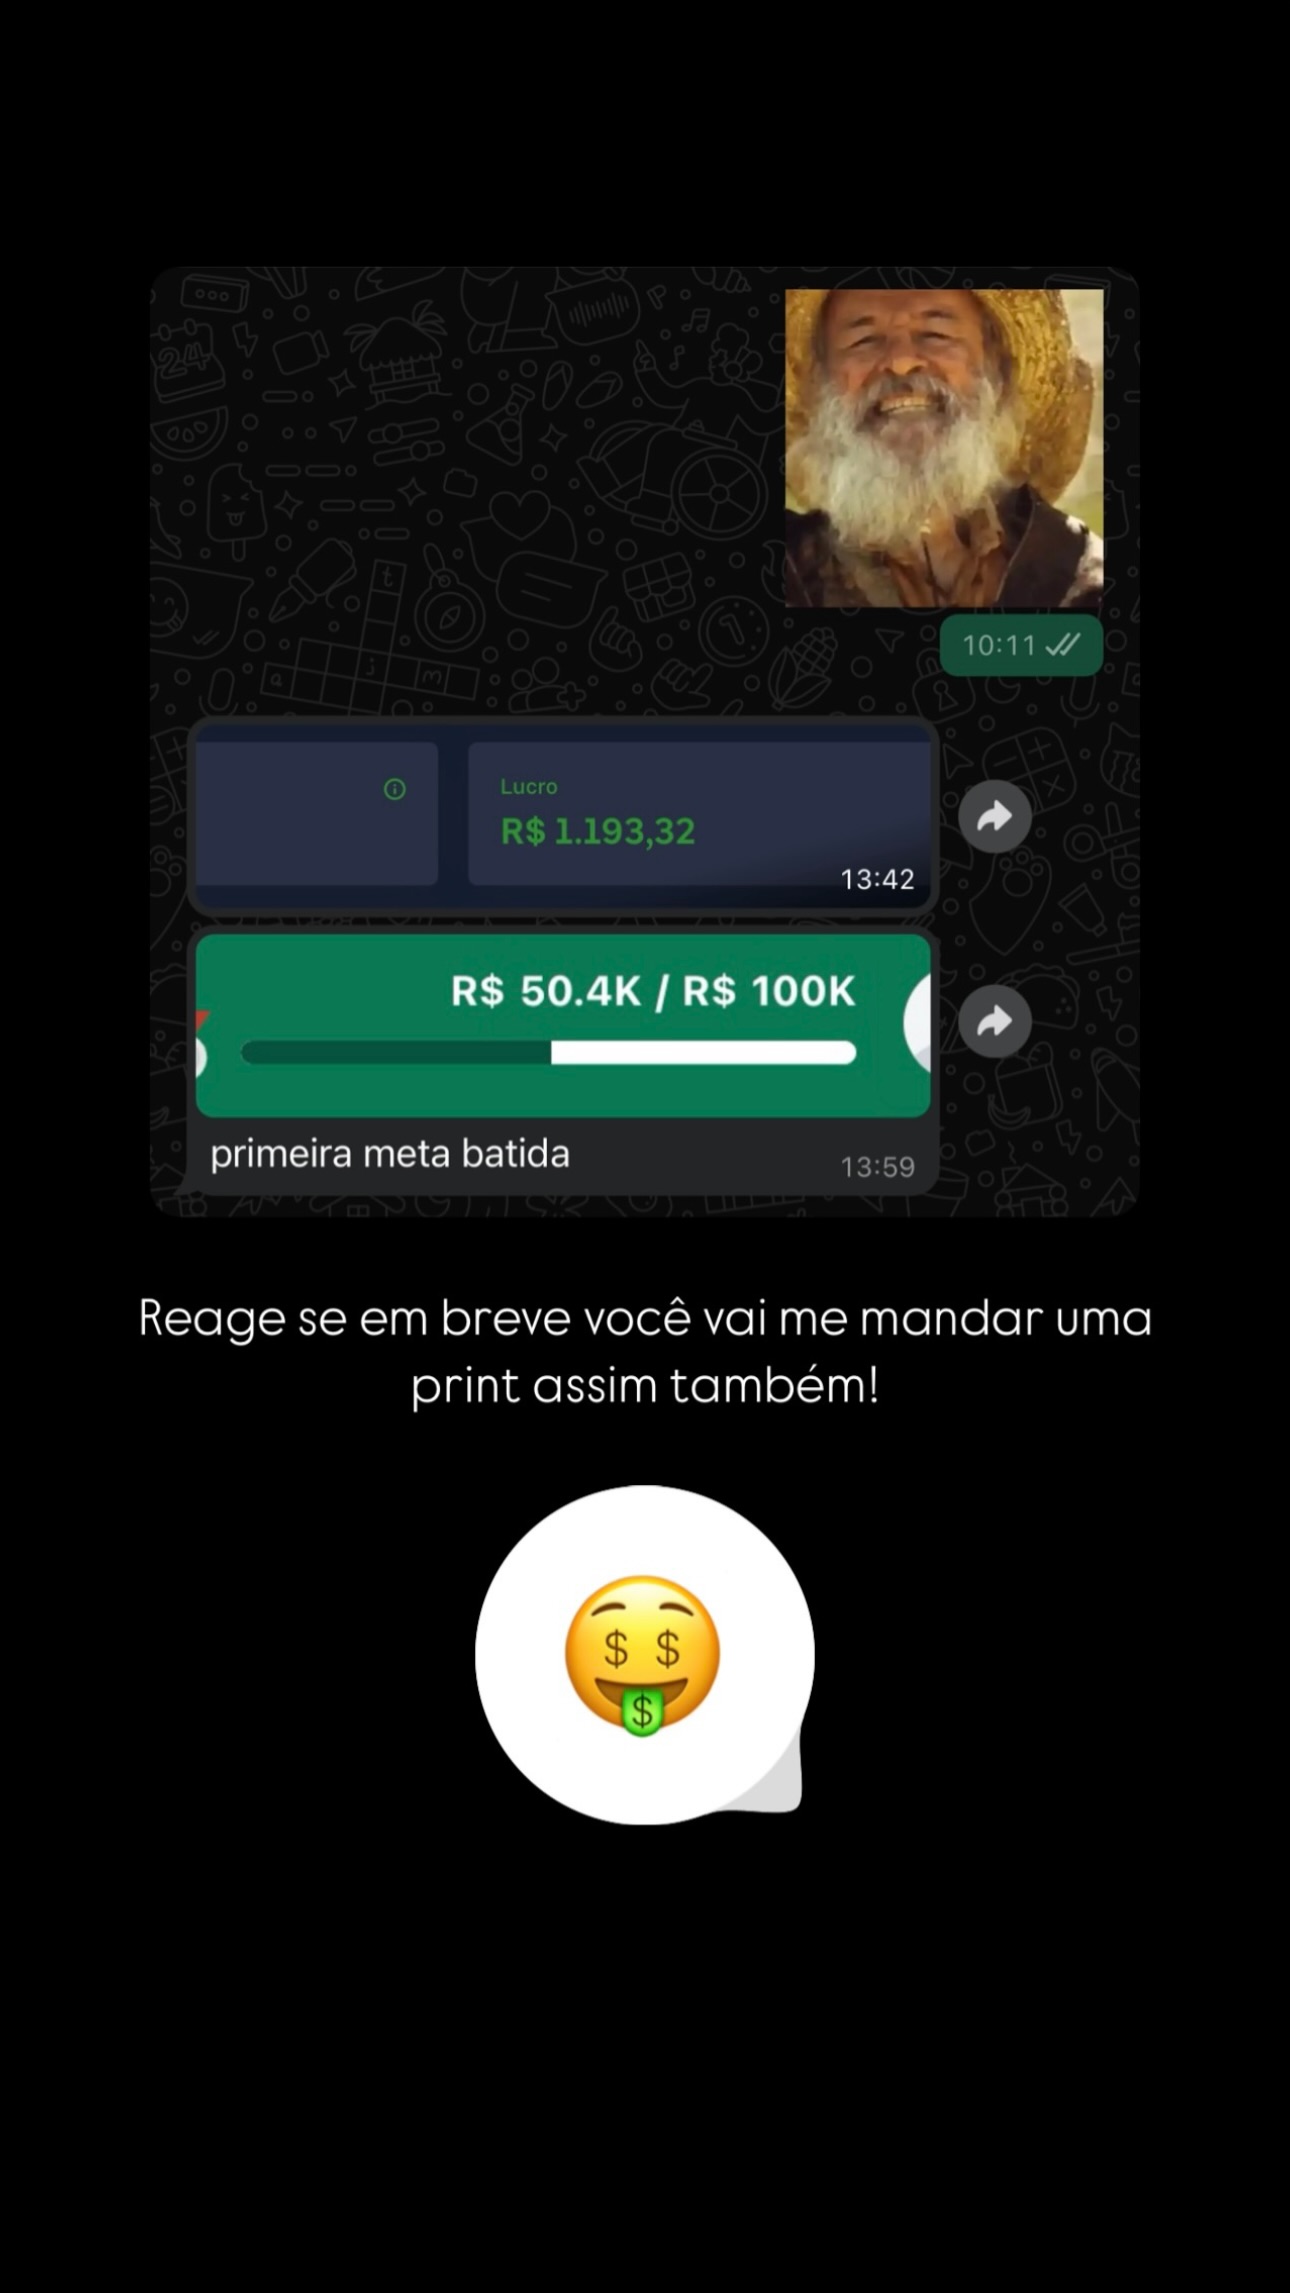 10:11
Lucro
R$ 1.193,32
13:42
R$ 50.4K / R$ 100K
primeira meta batida
13:59
Reage se em breve você vai me mandar uma
print assim também!